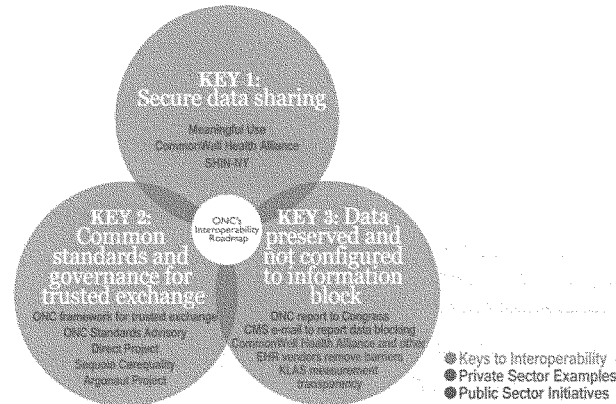 KEY 1:
Secure data sharing
Meaningful Use
CommonWell Health Alliance
SHIN-NY
KEY 2:
Common
standards and
governance for
trusted exchange
ONC framework for trusted exchange
ONC Standards Advisory
Direct Project
Sequoia Carequality
Argonaut Project
ONC's
Interoperability
Roadmap
KEY 3: Data
preserved and
not configured
to information
block
ONC report to Congress
CMS e-mail to report data blocking
CommonWell Health Alliance and other
EHR vendors remove barriers
KLAS measurement
transparency
Keys to Interoperability
Private Sector Examples
Public Sector Initiatives